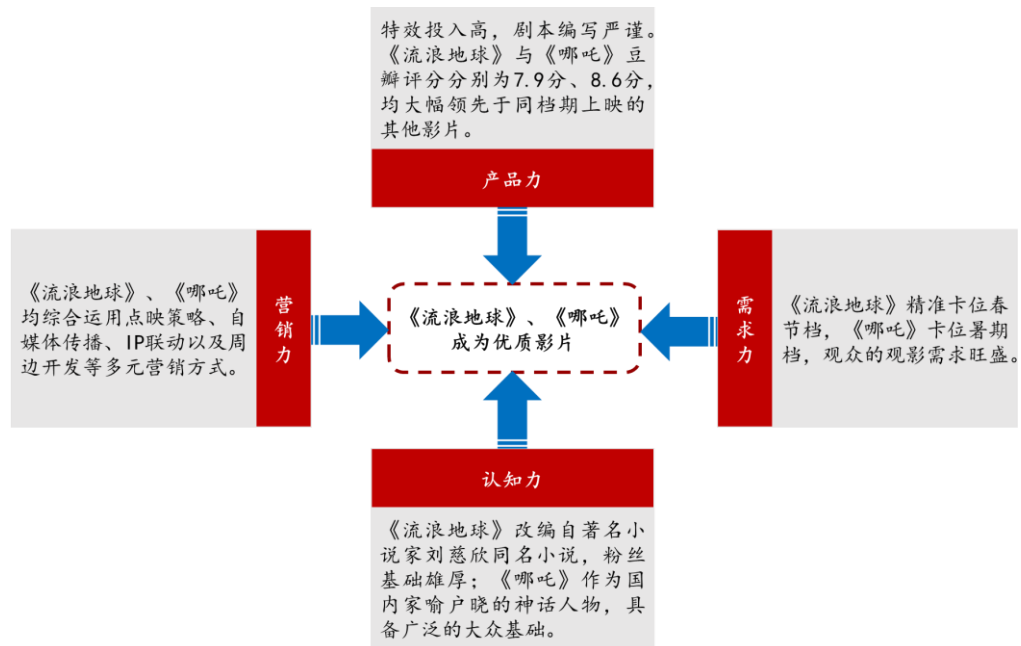 特效投入高，剧本编写严谨。
《流浪地球》与《哪吒》豆
瓣评分分别为7.9分、8.6分，
均大幅领先于同档期上映的
其他影片。
产品力
《流浪地球》、《哪吒》
均综合运用点映策略、自
媒体传播、IP联动以及周
边开发等多元营销方式。
营销力
《流浪地球》、《哪吒》
成为优质影片
需求力
《流浪地球》精准卡位春
节档，《哪吒》卡位暑期
档，观众的观影需求旺盛。
认知力
《流浪地球》改编自著名小
说家刘慈欣同名小说，粉丝
基础雄厚；《哪吒》作为国
内家喻户晓的神话人物，具
备广泛的大众基础。